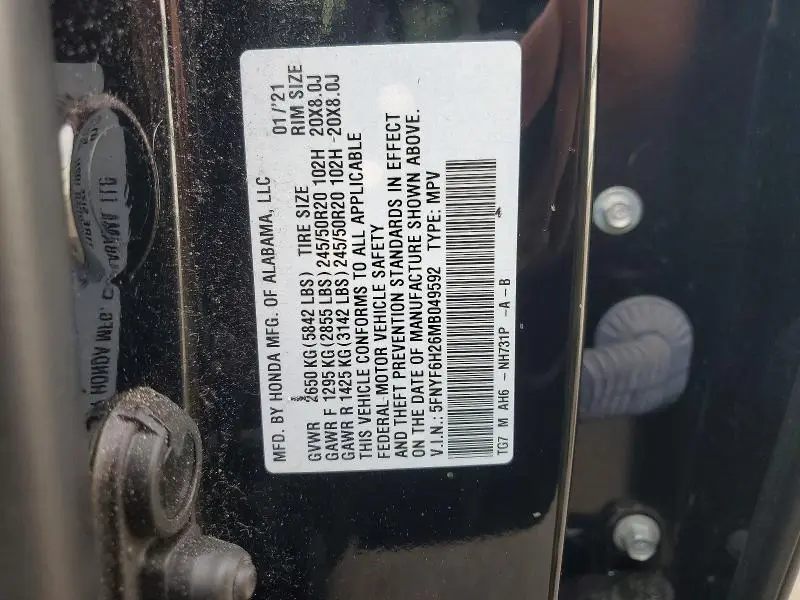 MFD. BY HONDA MFG. OF ALABAMA, LLC 01/'21
TIRE SIZE RIM SIZE
GVWR 2650 KG(5842 LBS)
GAWR F 1295 KG(2855 LBS) 245/50R20 102H 20X8.0J
GAWR R 1425 KG(3142 LBS) 245/50R20 102H -20X8.0J
THIS VEHICLE CONFORMS TO ALL APPLICABLE
FEDERAL-MOTOR VEHICLE SAFETY
AND THEFT PREVENTION STANDARDS IN EFFECT
ON THE DATE OF MANUFACTURE SHOWN ABOVE.
V.I.N.: 5FNYF6H26MB049592 TYPE: MPV
TG7 M AH6 - NH731P -A-B